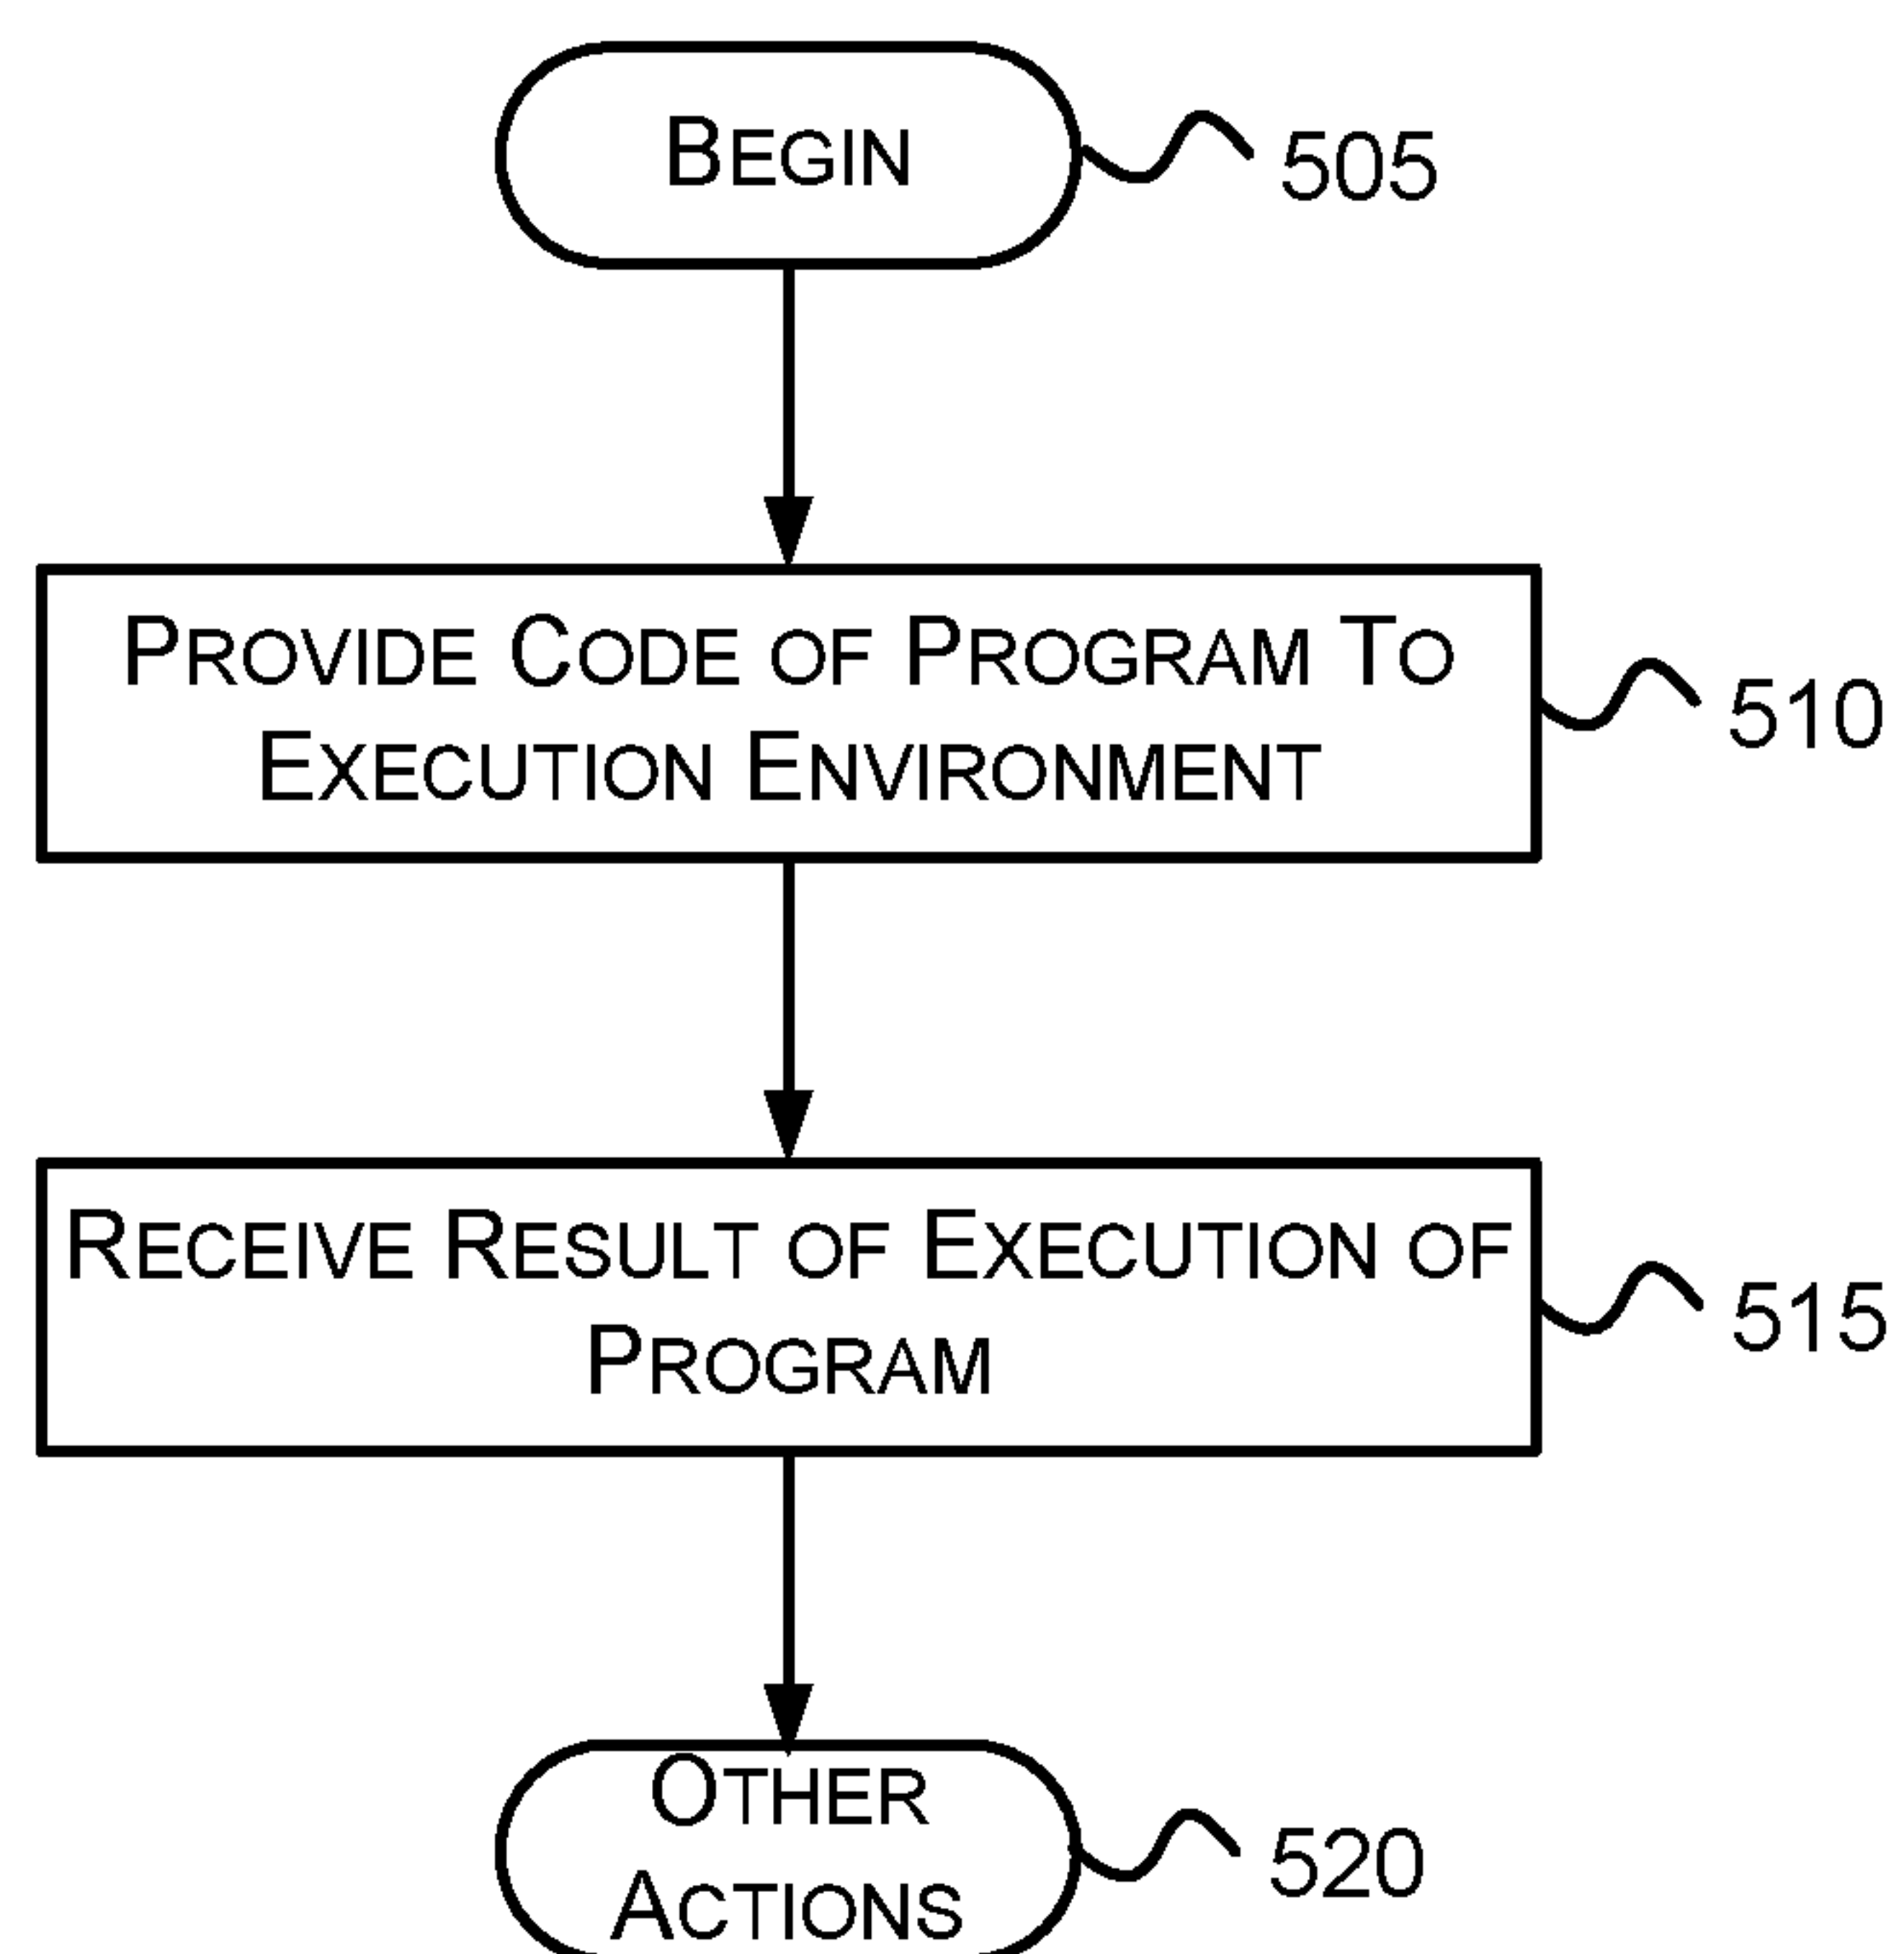 BEGIN
505
PROVIDE CODE OF PROGRAM TO
EXECUTION ENVIRONMENT
510
RECEIVE RESULT OF EXECUTION OF
PROGRAM
515
OTHER
ACTIONS
520